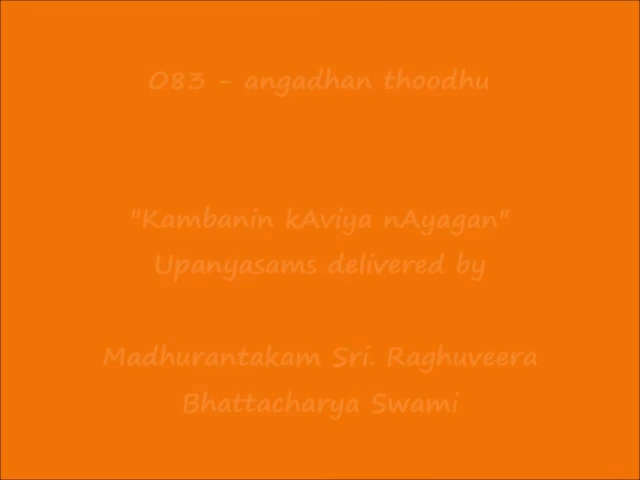 083 - angadhan thoodhu
"Kambanin kAviya nAyagan"
Upanyasams delivered by
Madhurantakam Sri. Raghuveera
Bhattacharya Swami